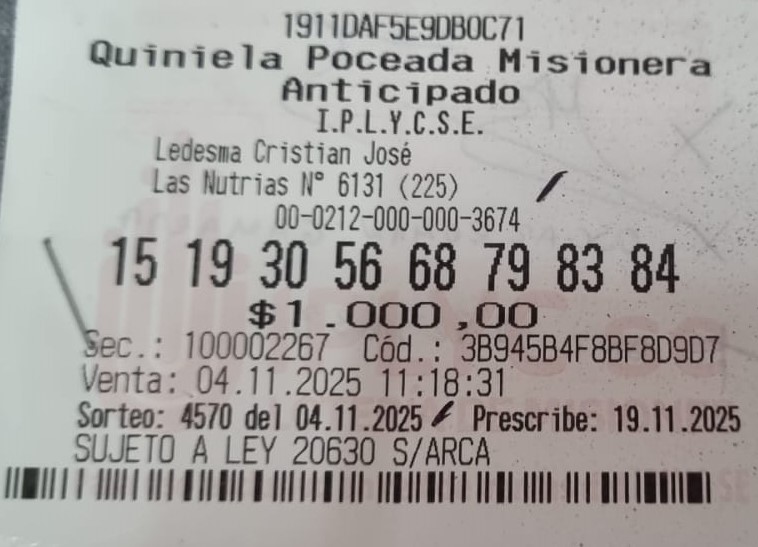 1911DAF5E9DB0C71
Quiniela Poceada Misionera
Anticipado
I.P.L.Y.C.S.E.
Ledesma Cristian José
Las Nutrias N° 6131 (225)
00-0212-000-000-3674
15 19 30 56 68 79 83 84
$1.000,00
Sec.: 100002267 Cód.: 3B945B4F8BF8D9D7
Venta: 04.11.2025 11:18:31
Sorteo: 4570 del 04.11.2025 Prescribe: 19.11.2025
SUJETO A LEY 20630 S/ARCA